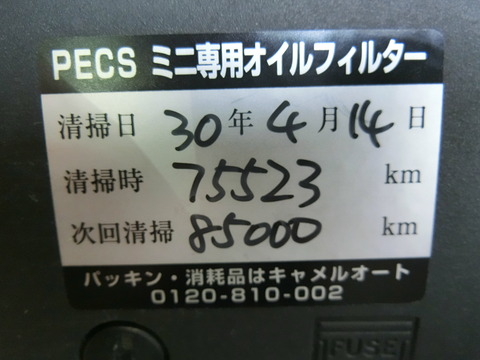 PECS ミニ専用オイルフィルター
清掃日 30年4月14日
清掃時 75523 km
次回清掃 85000 km
パッキン・消耗品はキャメルオート
0120-810-002
FUSE